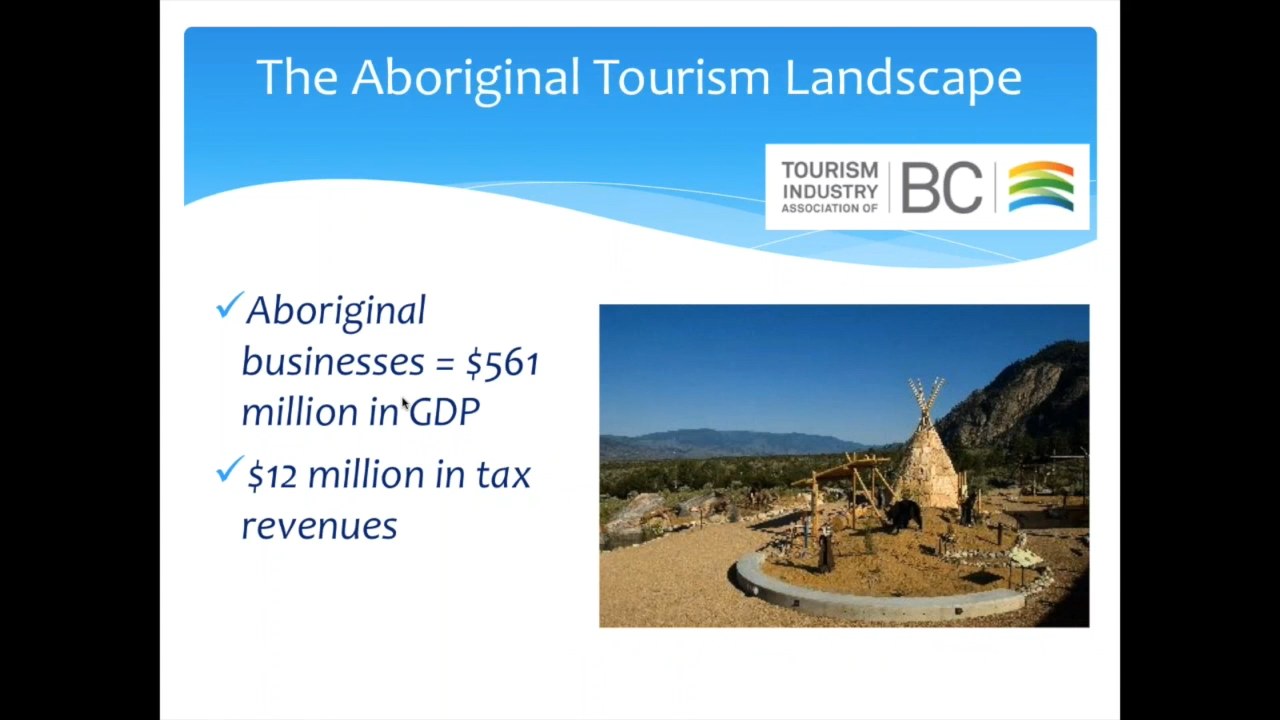 The Aboriginal Tourism Landscape
TOURISM
INDUSTRY
ASSOCIATION OF
BC
Aboriginal
businesses = $561
million in GDP
$12 million in tax
revenues